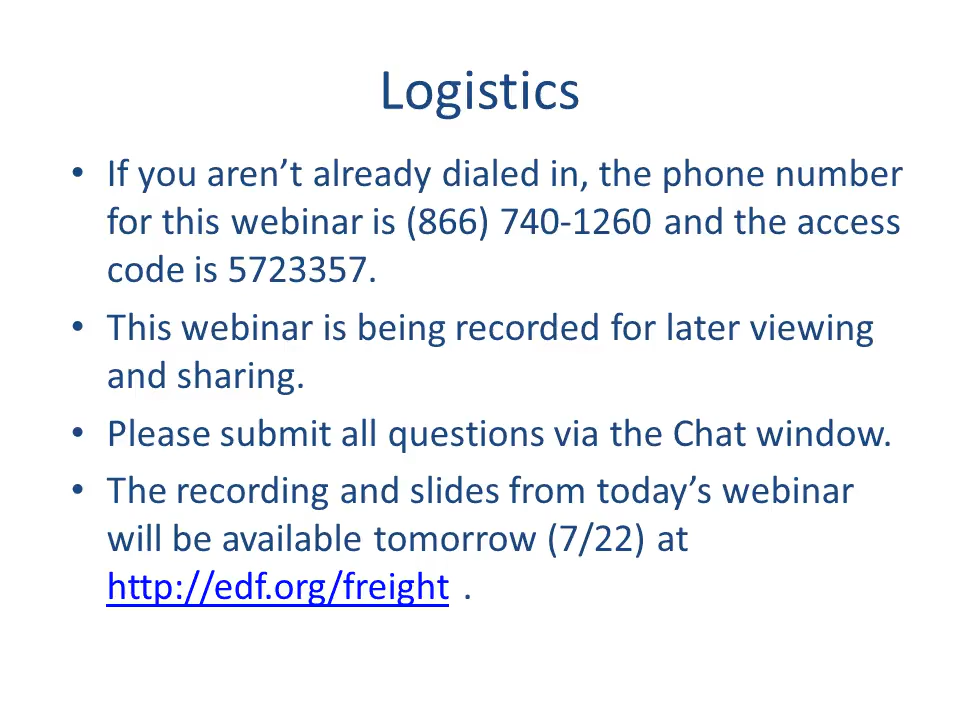 Logistics
• If you aren’t already dialed in, the phone number
for this webinar is (866) 740-1260 and the access
code is 5723357.
• This webinar is being recorded for later viewing
and sharing.
• Please submit all questions via the Chat window.
• The recording and slides from today’s webinar
will be available tomorrow (7/22) at
http://edf.org/freight .